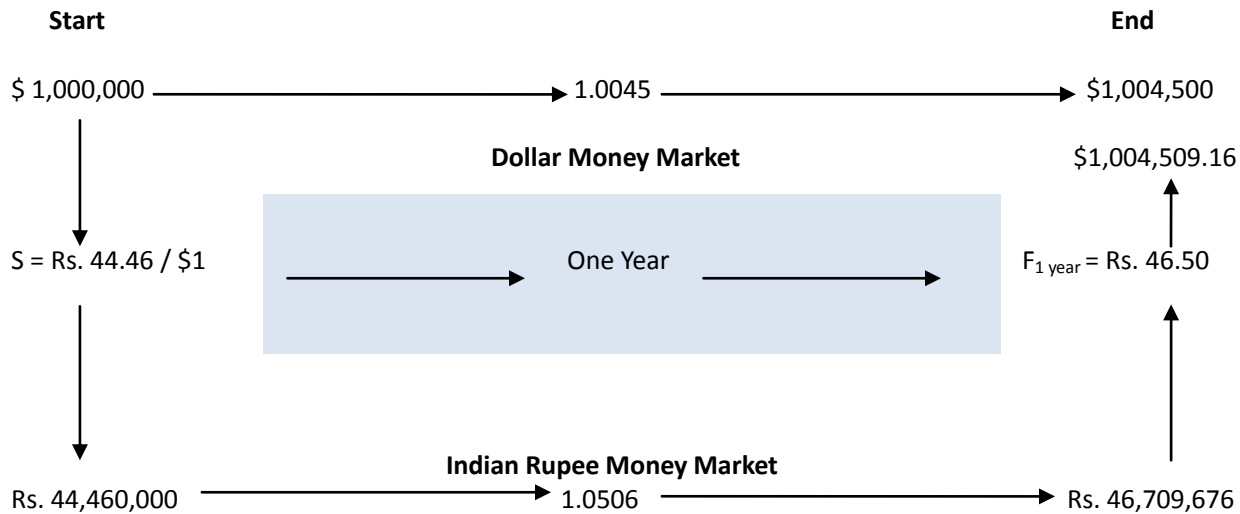 Start End
$ 1,000,000 1.0045 $1,004,500
Dollar Money Market $1,004,509.16
S = Rs. 44.46 / $1 One Year F1 year = Rs. 46.50
Indian Rupee Money Market
Rs. 44,460,000 1.0506 Rs. 46,709,676